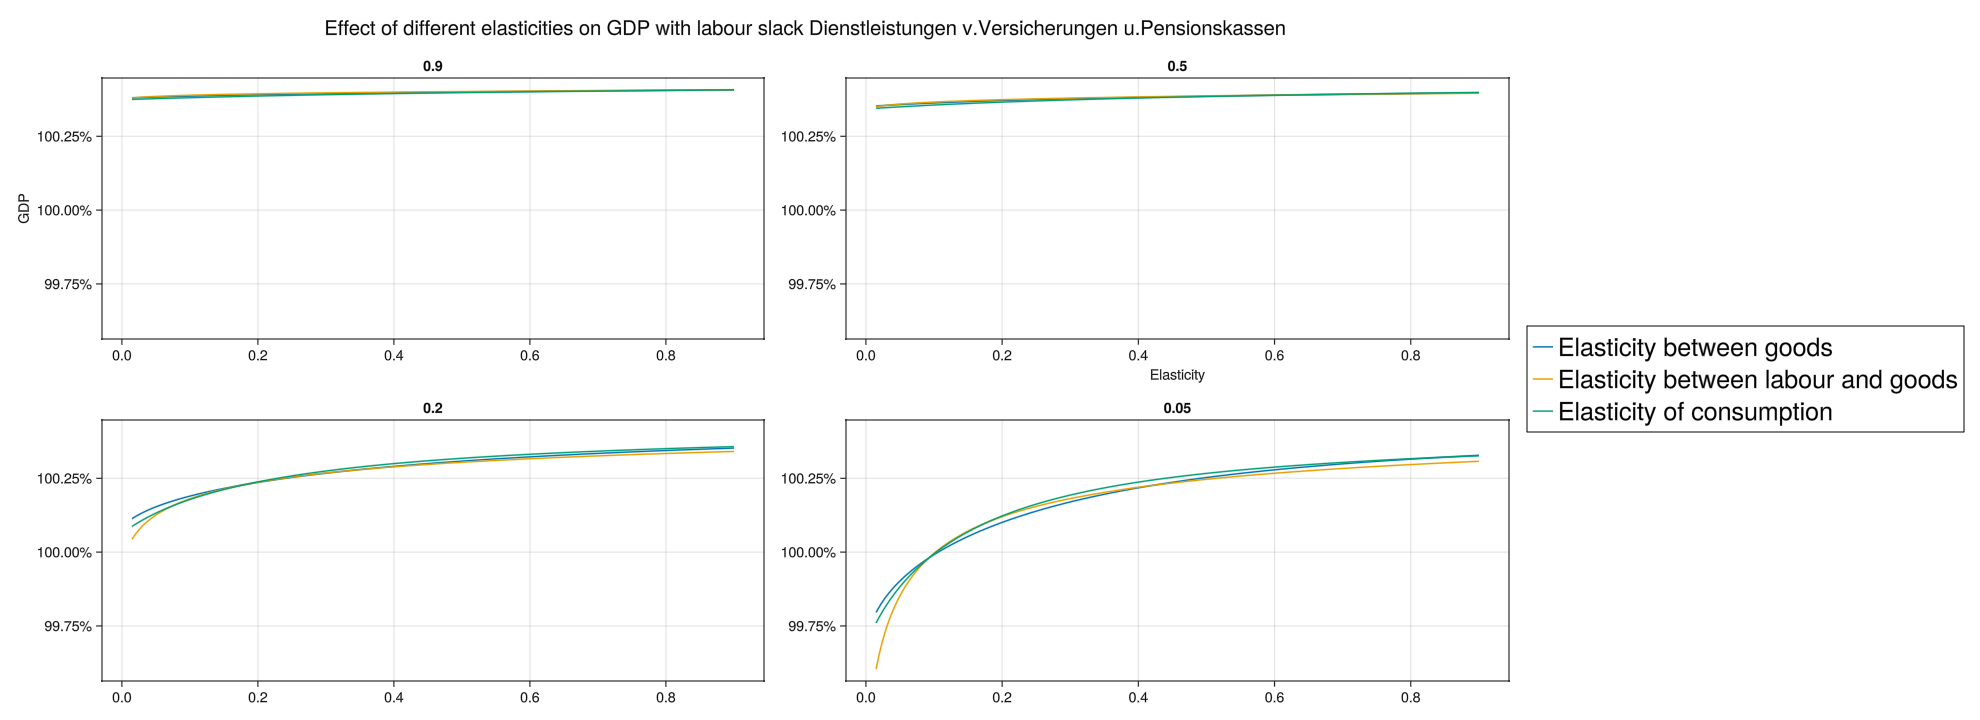 Effect of different elasticities on GDP with labour slack Dienstleistungen v.Versicherungen u.Pensionskassen
0.9
100.25%
100.00%
99.75%
GDP
0.0 0.2 0.4 0.6 0.8
0.5
100.25%
100.00%
99.75%
0.0 0.2 0.4 0.6 0.8
Elasticity
0.2
100.25%
100.00%
99.75%
0.0 0.2 0.4 0.6 0.8
0.05
100.25%
100.00%
99.75%
0.0 0.2 0.4 0.6 0.8
Elasticity between goods
Elasticity between labour and goods
Elasticity of consumption